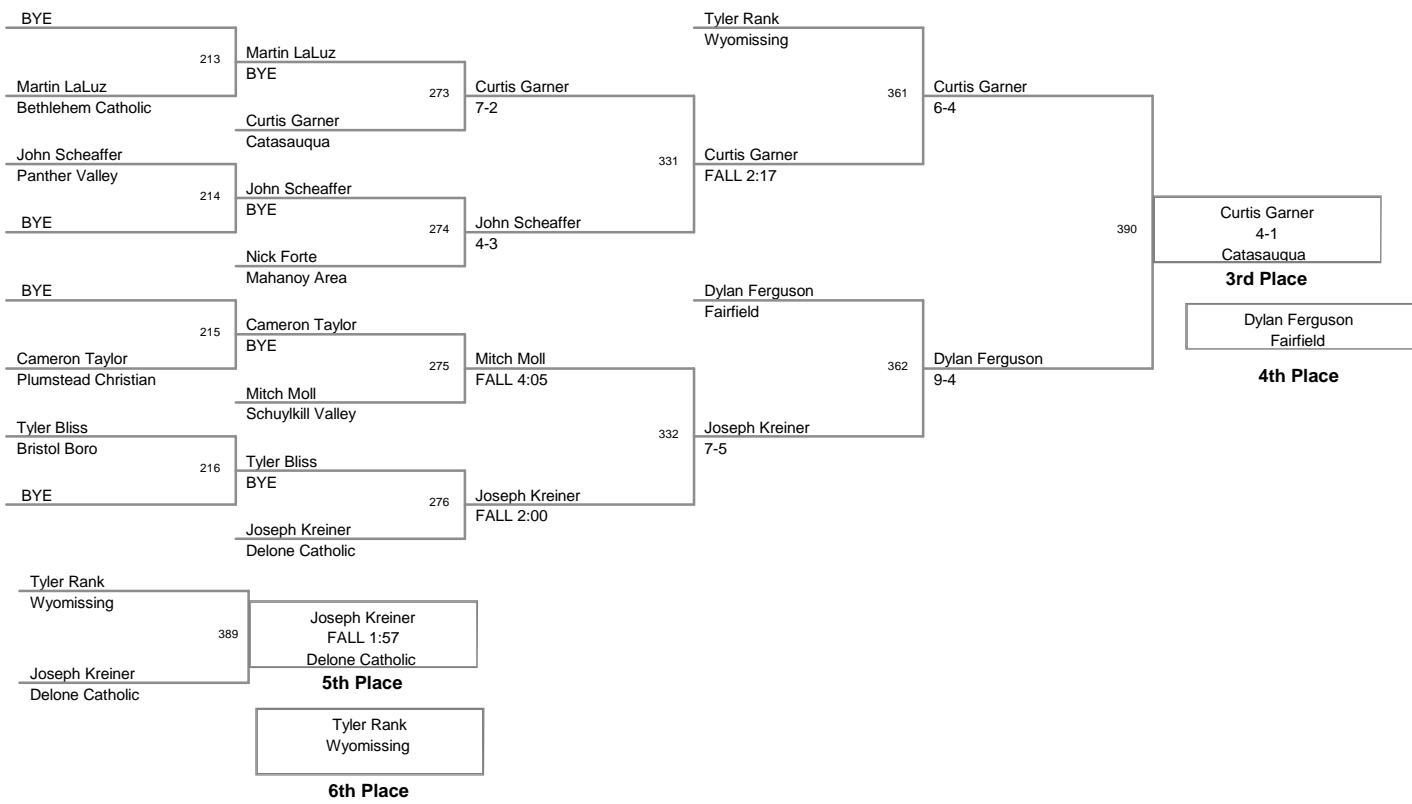 BYE
213
Martin LaLuz
Bethlehem Catholic
John Scheaffer
Panther Valley
214
BYE
BYE
215
Cameron Taylor
Plumstead Christian
Tyler Bliss
Bristol Boro
216
BYE
Martin LaLuz
BYE
273
Curtis Garner
Catasauqua
John Scheaffer
BYE
274
Nick Forte
Mahanoy Area
Cameron Taylor
BYE
275
Mitch Moll
Schuylkill Valley
Tyler Bliss
BYE
276
Joseph Kreiner
Delone Catholic
Curtis Garner
7-2
331
John Scheaffer
4-3
Mitch Moll
FALL 4:05
332
Joseph Kreiner
FALL 2:00
Tyler Rank
Wyomissing
361
Curtis Garner
FALL 2:17
Dylan Ferguson
Fairfield
362
Joseph Kreiner
7-5
Curtis Garner
6-4
390
Dylan Ferguson
9-4
Curtis Garner
4-1
Catasauqua
3rd Place
Dylan Ferguson
Fairfield
4th Place
Tyler Rank
Wyomissing
389
Joseph Kreiner
Delone Catholic
Joseph Kreiner
FALL 1:57
Delone Catholic
5th Place
Tyler Rank
Wyomissing
6th Place